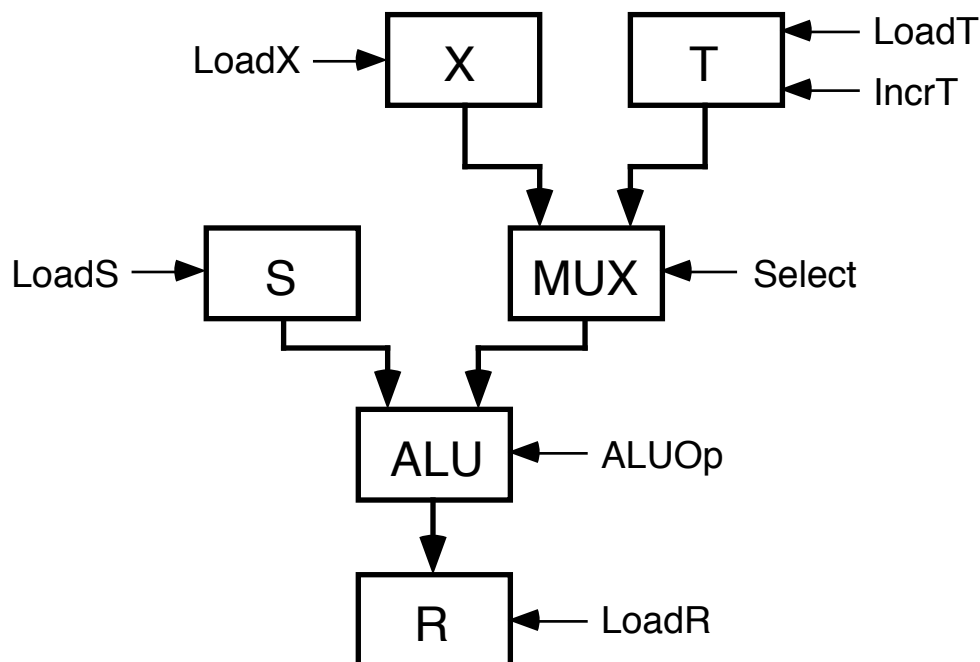 LoadX
X
T
LoadT
IncrT
LoadS
S
MUX
Select
ALU
ALUOp
R
LoadR